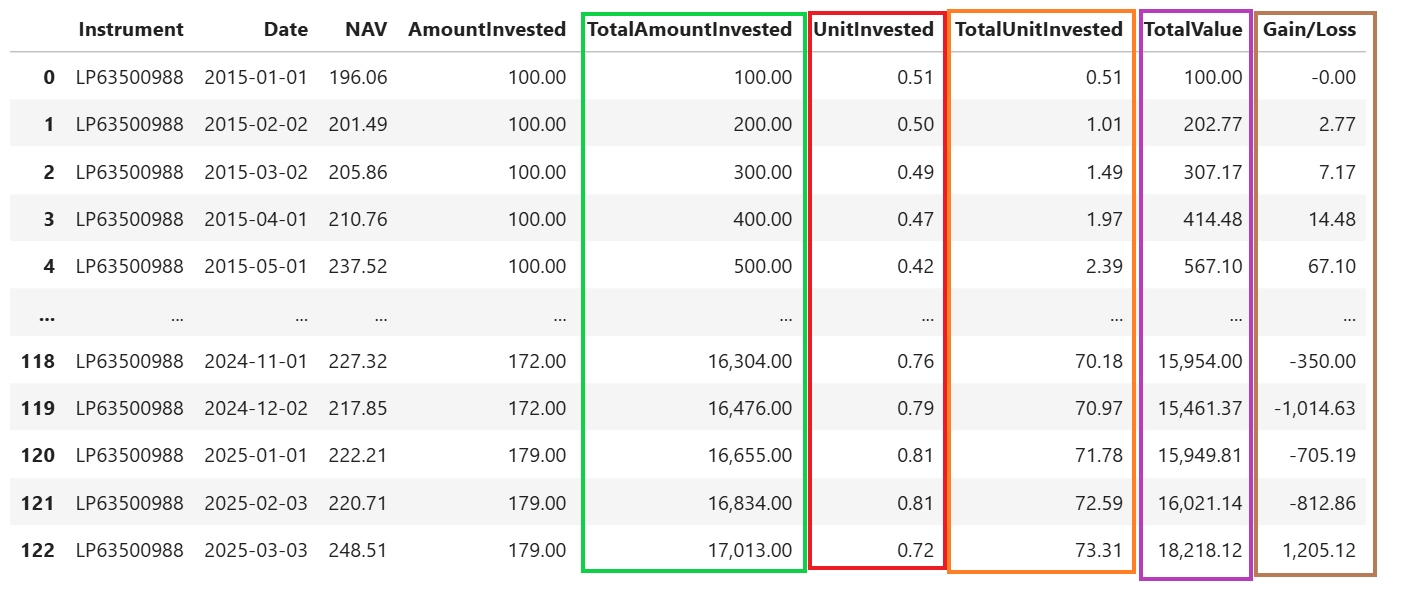 Instrument Date NAV AmountInvested TotalAmountInvested UnitInvested TotalUnitInvested TotalValue Gain/Loss
0 LP63500988 2015-01-01 196.06 100.00 100.00 0.51 0.51 100.00 -0.00
1 LP63500988 2015-02-02 201.49 100.00 200.00 0.50 1.01 202.77 2.77
2 LP63500988 2015-03-02 205.86 100.00 300.00 0.49 1.49 307.17 7.17
3 LP63500988 2015-04-01 210.76 100.00 400.00 0.47 1.97 414.48 14.48
4 LP63500988 2015-05-01 237.52 100.00 500.00 0.42 2.39 567.10 67.10
... ... ... ... ... ... ... ... ... ...
118 LP63500988 2024-11-01 227.32 172.00 16,304.00 0.76 70.18 15,954.00 -350.00
119 LP63500988 2024-12-02 217.85 172.00 16,476.00 0.79 70.97 15,461.37 -1,014.63
120 LP63500988 2025-01-01 222.21 179.00 16,655.00 0.81 71.78 15,949.81 -705.19
121 LP63500988 2025-02-03 220.71 179.00 16,834.00 0.81 72.59 16,021.14 -812.86
122 LP63500988 2025-03-03 248.51 179.00 17,013.00 0.72 73.31 18,218.12 1,205.12